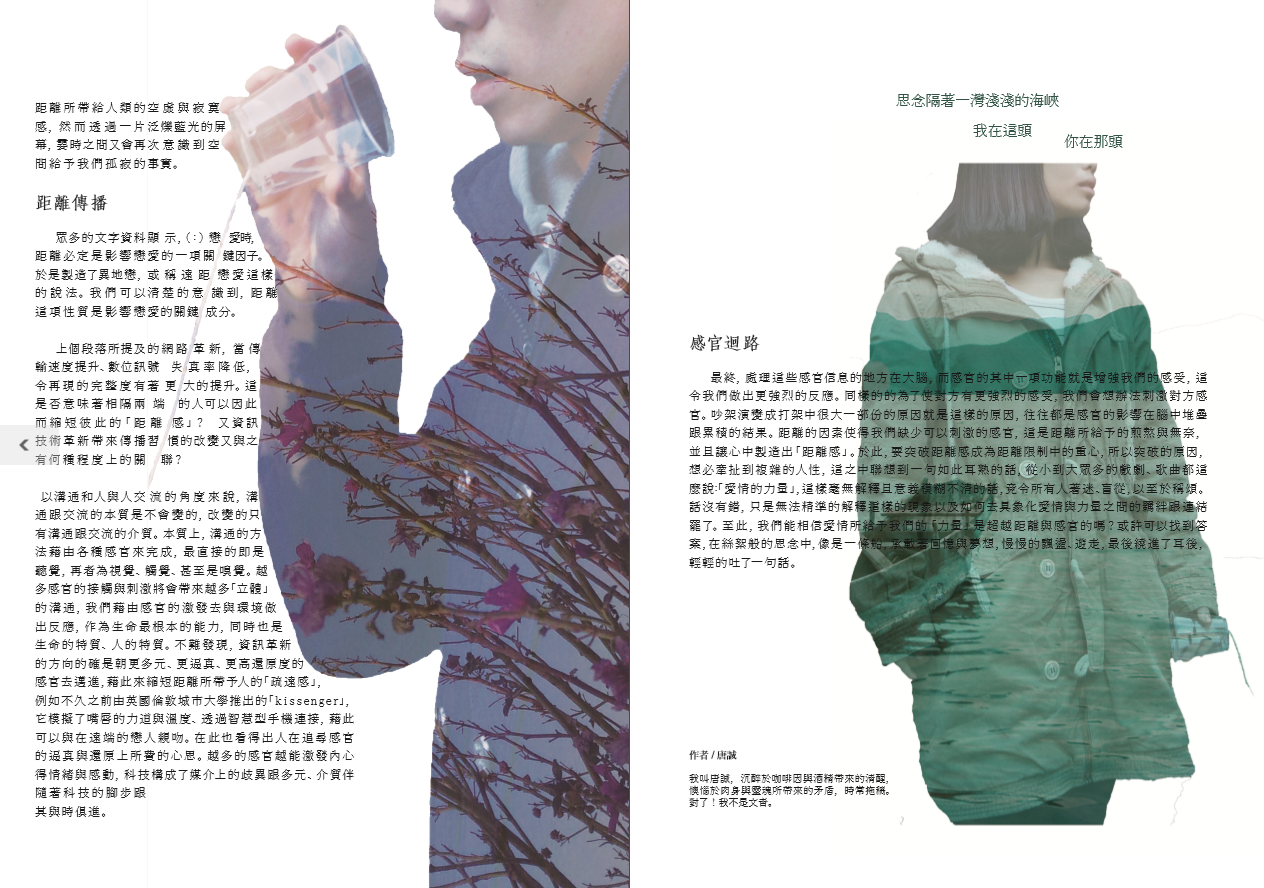 距離所帶給人類的空虛與寂寞
感, 然而透過一片泛爍藍光的屏
幕, 霎時之間又會再次意識到空
間給予我們孤寂的事實。
距離傳播
眾多的文字資料顯 示, (:) 戀 愛時,
距離必定是影響戀愛的一項關 鍵因子。
於是製造了異地戀, 或 稱 遠 距 戀愛這樣
的說法。我們可以清楚的意 識到, 距離
這項性質是影響戀愛的關鍵 成分。
上個段落所提及的網路革新, 當傳
輸速度提升、數位訊號 失真率降低,
令再現的完整度有著 更 大的提升。這
是否意味著相隔兩 端 的人可以因此
而縮短彼此的「距 離 感」? 又資訊
技術革新帶來傳播習 慣的改變又與之
有何種程度上的關 聯?
以溝通和人與人交 流的角度來說, 溝
通跟交流的本質是不會變的, 改變的只
有溝通跟交流的介質。本質上, 溝通的方
法藉由各種感官來完成, 最直接的即是
聽覺, 再者為視覺、觸覺、甚至是嗅覺。越
多感官的接觸與刺激將會帶來越多「立體」
的溝通, 我們藉由感官的激發去與環境做
出反應, 作為生命最根本的能力, 同時也是
生命的特質、人的特質。不難發現, 資訊革新
的方向的確是朝更多元、更逼真、更高還原度的
感官去邁進,藉此來縮短距離所帶予人的「疏遠感」,
例如不久之前由英國倫敦城市大學推出的「kissenger」,
它模擬了嘴唇的力道與溫度、透過智慧型手機連接, 藉此
可以與在遠端的戀人親吻。在此也看得出人在追尋感官
的逼真與還原上所費的心思。越多的感官越能激發內心
得情緒與感動, 科技構成了媒介上的歧異跟多元、介質伴
隨著科技的腳步跟
其與時俱進。
思念隔著一灣淺淺的海峽
我在這頭
你在那頭
感官迴路
最終, 處理這些感官信息的地方在大腦, 而感官的其中一項功能就是增強我們的感受, 這
令我們做出更強烈的反應。同樣的的為了使對方有更強烈的感受, 我們會想辦法刺激對方感
官。吵架演變成打架中很大一部份的原因就是這樣的原因, 往往都是感官的影響在腦中堆疊
跟累積的結果。距離的因素使得我們缺少可以刺激的感官, 這是距離所給予的煎熬與無奈,
並且讓心中製造出「距離感」。於此, 要突破距離感成為距離限制中的重心, 所以突破的原因,
想必牽扯到複雜的人性, 這之中聯想到一句如此耳熟的話, 從小到大眾多的戲劇、歌曲都這
麼說:「愛情的力量」, 這樣毫無解釋且意義模糊不清的話, 竟令所有人著迷、盲從, 以至於稱頌。
話沒有錯, 只是無法精準的解釋這樣的現象以及如何去具象化愛情與力量之間的羈絆跟連結
罷了。至此, 我們能相信愛情所給予我們的「力量」是超越距離與感官的嗎? 或許可以找到答
案, 在絲絮般的思念中, 像是一條船, 承載著回憶與夢想, 慢慢的飄盪、遊走, 最後繞進了耳後,
輕輕的吐了一句話。
作者 / 唐誠
我叫唐誠, 沉醉於咖啡因與酒精帶來的清醒,
懊惱於肉身與靈魂所帶來的矛盾, 時常拖稿。
對了！我不是文青。